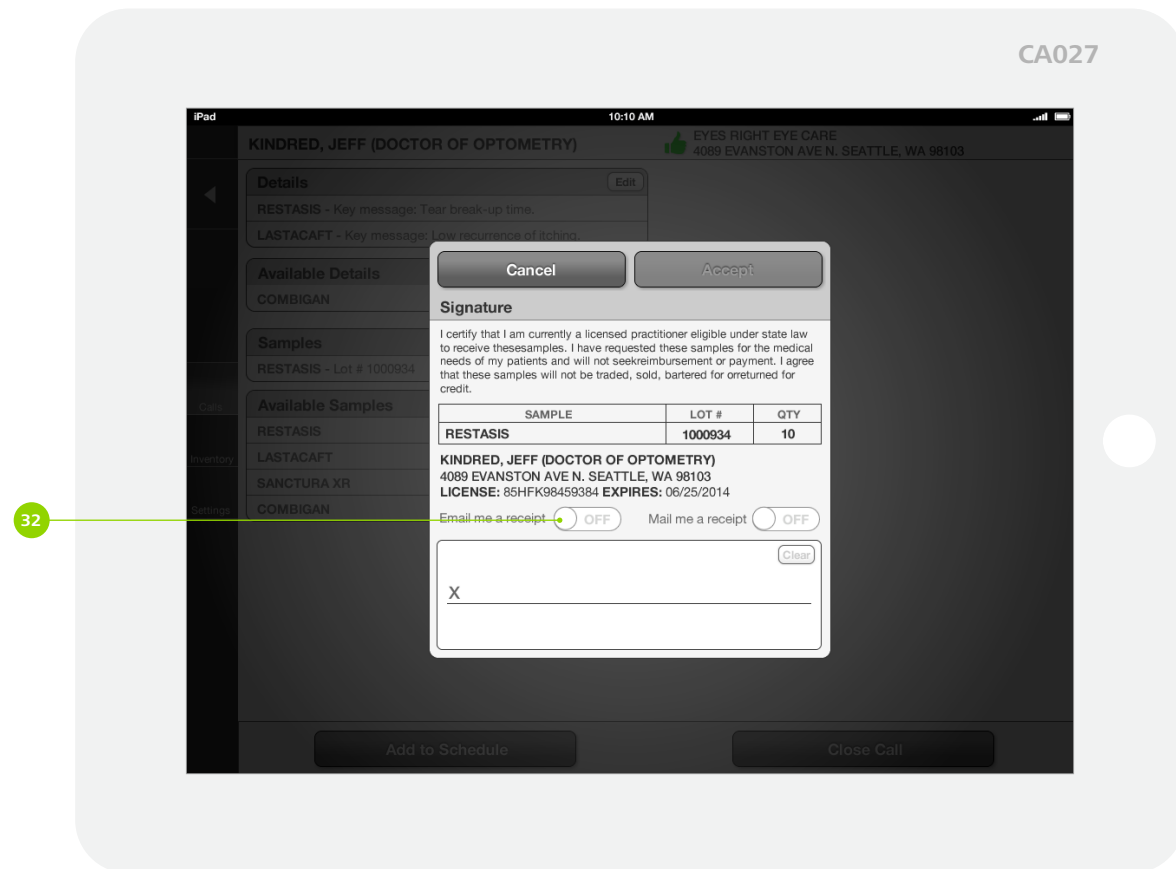 CA027
iPad
10:10 AM
KINDRED, JEFF (DOCTOR OF OPTOMETRY)
EYES RIGHT EYE CARE
4089 EVANSTON AVE N. SEATTLE, WA 98103
Details
Edit
RESTASIS - Key message: Tear break-up time.
LASTACAFT - Key message: Low recurrence of itching.
Available Details
COMBIGAN
Samples
RESTASIS - Lot # 1000934
Available Samples
RESTASIS
LASTACAFT
SANCTURA XR
COMBIGAN
Calls
Inventory
Settings
Cancel
Accept
Signature
I certify that I am currently a licensed practitioner eligible under state law
to receive thesesamples. I have requested these samples for the medical
needs of my patients and will not seekreimbursement or payment. I agree
that these samples will not be traded, sold, bartered for orreturned for
credit.
SAMPLE LOT # QTY
RESTASIS 1000934 10
KINDRED, JEFF (DOCTOR OF OPTOMETRY)
4089 EVANSTON AVE N. SEATTLE, WA 98103
LICENSE: 85HFK98459384 EXPIRES: 06/25/2014
32
Email me a receipt OFF Mail me a receipt OFF
Clear
X
Add to Schedule
Close Call